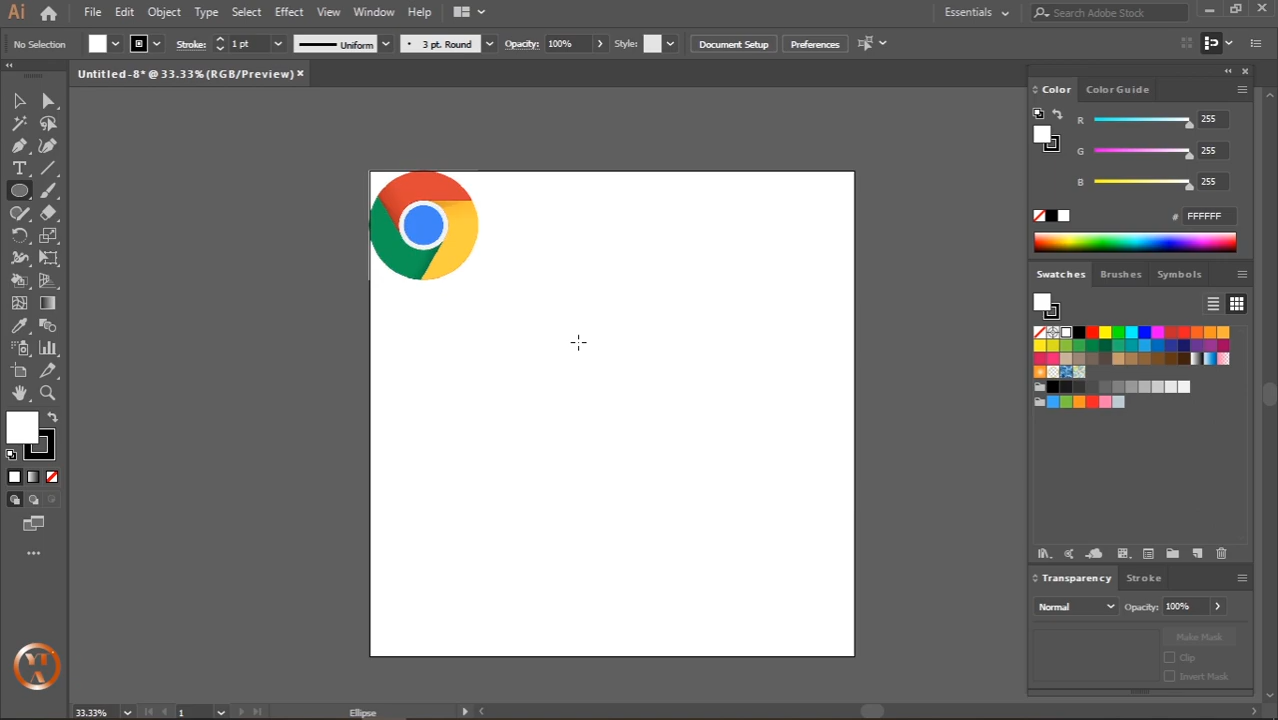 Ai File Edit Object Type Select Effect View Window Help Essentials Search Adobe Stock
No Selection Stroke: 1 pt Uniform 3 pt. Round Opacity: 100% Style: Document Setup Preferences
Untitled-8* @ 33.33% (RGB/Preview) ×
Color Color Guide
R 255
G 255
B 255
# FFFFFF
Swatches Brushes Symbols
Transparency Stroke
Normal Opacity: 100%
Make Mask
Clip
Invert Mask
33.33% 1 Ellipse